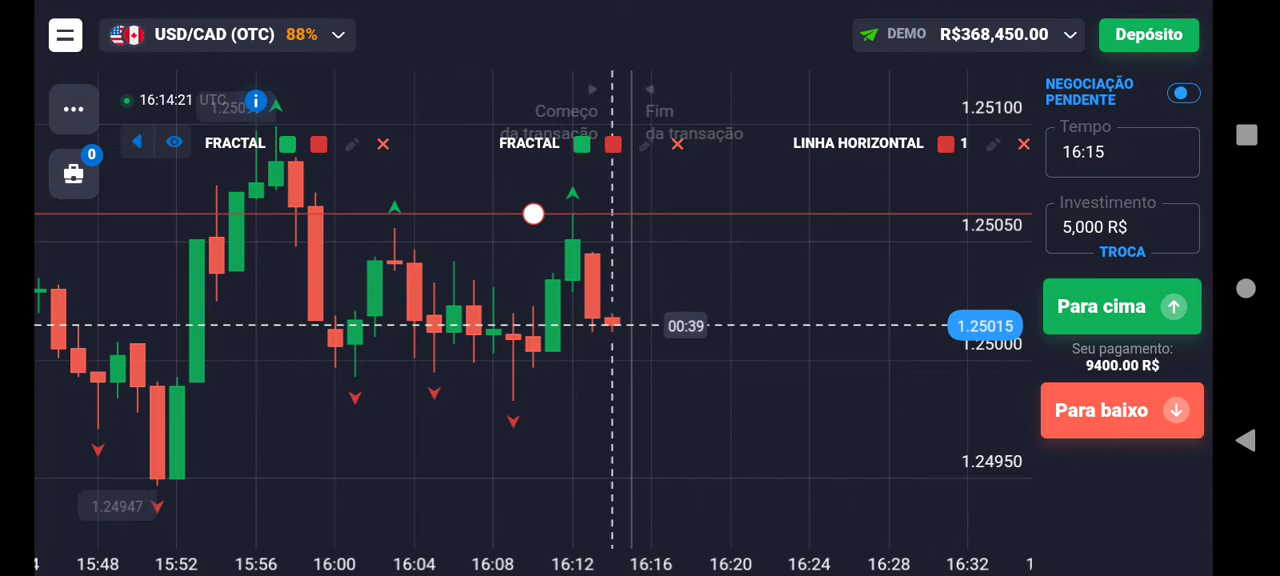 USD/CAD (OTC) 88%
DEMO R$368,450.00
Depósito
16:14:21 UTC
i
Começo
da transação
Fim
da transação
1.25100
NEGOCIAÇÃO
PENDENTE
FRACTAL
FRACTAL
LINHA HORIZONTAL 1
Tempo
16:15
0
1.25050
Investimento
5,000 R$
TROCA
Para cima
00:39
1.25015
1.25000
Seu pagamento:
9400.00 R$
Para baixo
1.24950
1.24947
15:48
15:52
15:56
16:00
16:04
16:08
16:12
16:16
16:20
16:24
16:28
16:32